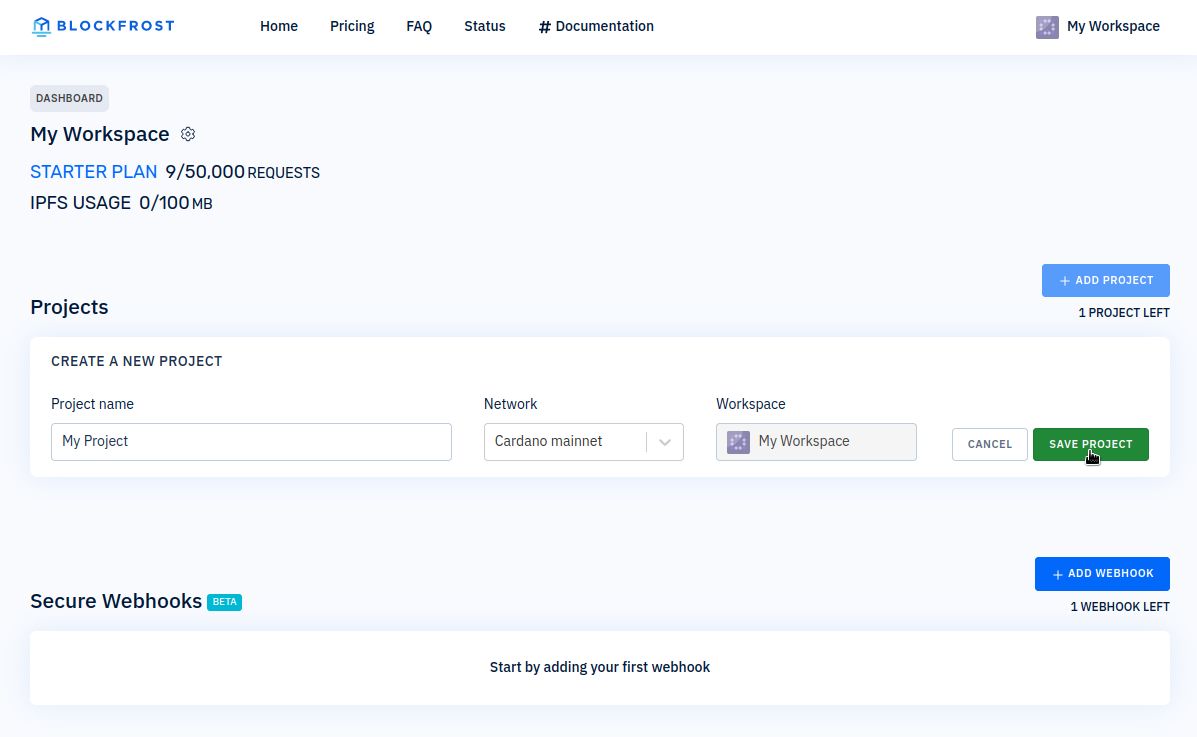 BLOCKFROST Home Pricing FAQ Status # Documentation My Workspace
DASHBOARD
My Workspace
STARTER PLAN 9/50,000 REQUESTS
IPFS USAGE 0/100 MB
+ ADD PROJECT
Projects
1 PROJECT LEFT
CREATE A NEW PROJECT
Project name Network Workspace
My Project Cardano mainnet My Workspace CANCEL SAVE PROJECT
+ ADD WEBHOOK
Secure Webhooks BETA
1 WEBHOOK LEFT
Start by adding your first webhook